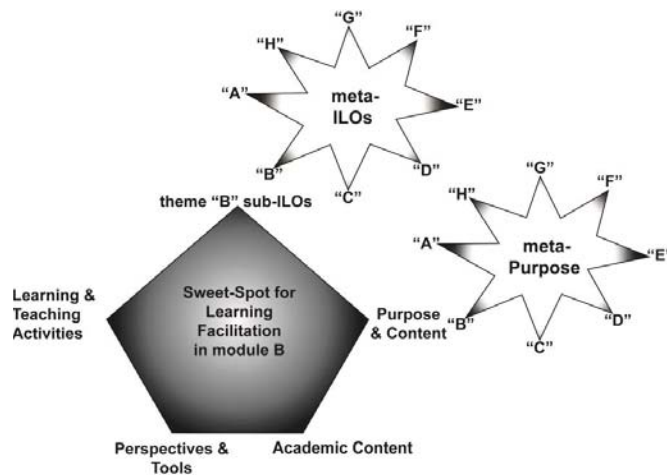 “G”
“H”
“F”
“A”
meta-
ILOs
“E”
“B”
“D”
“C”
theme “B” sub-ILOs
“G”
“H”
“F”
“A”
meta-
Purpose
“E”
“B”
“D”
“C”
Learning &
Teaching
Activities
Sweet-Spot for
Learning
Facilitation
in module B
Purpose
& Content
Perspectives &
Tools
Academic Content